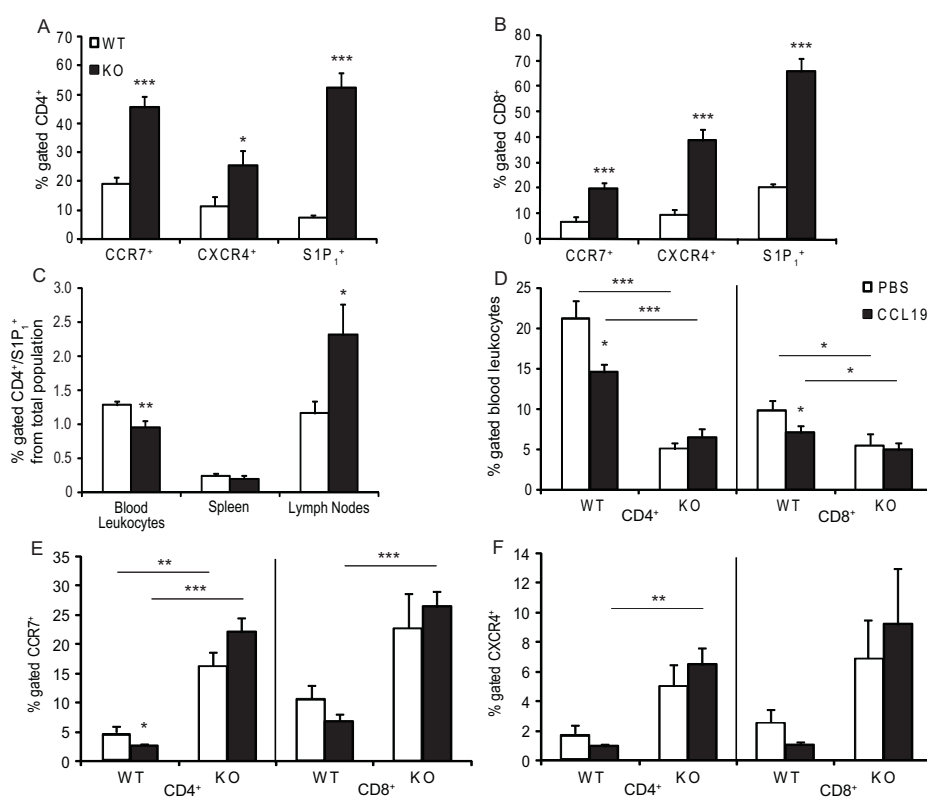 A
70
60
50
40
30
20
10
0
% gated CD4⁺
WT
KO
***
*
***
CCR7⁺
CXCR4⁺
S1P₁⁺
B
80
70
60
50
40
30
20
10
0
% gated CD8⁺
***
***
***
CCR7⁺
CXCR4⁺
S1P₁⁺
C
3.0
2.5
2.0
1.5
1.0
0.5
0
% gated CD4⁺/S1P₁⁺
from total population
**
*
Blood
Leukocytes
Spleen
Lymph Nodes
D
25
20
15
10
5
0
% gated blood leukocytes
PBS
CCL19
***
***
*
*
*
*
WT
KO
WT
KO
CD4⁺
CD8⁺
E
35
30
25
20
15
10
5
0
% gated CCR7⁺
**
***
*
***
WT
KO
WT
KO
CD4⁺
CD8⁺
F
14
12
10
8
6
4
2
0
% gated CXCR4⁺
**
WT
KO
WT
KO
CD4⁺
CD8⁺